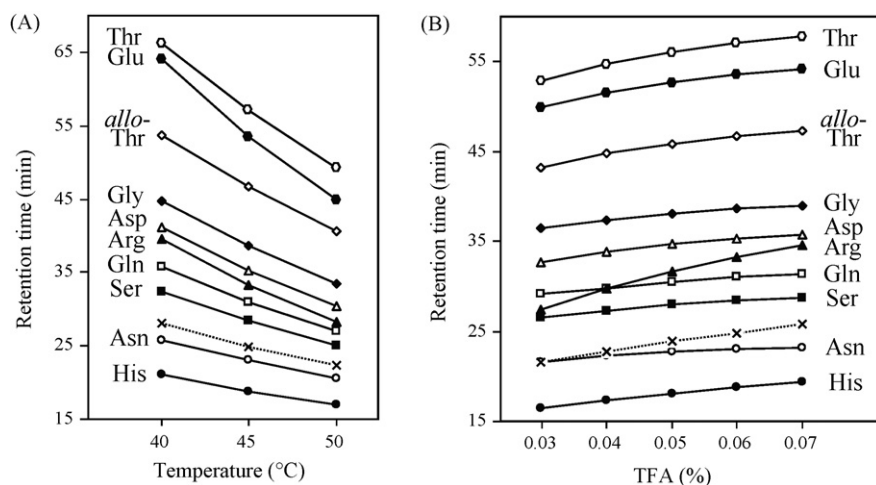 (A)
Retention time (min)
65
55
45
35
25
15
Thr
Glu
allo-
Thr
Gly
Asp
Arg
Gln
Ser
Asn
His
40 45 50
Temperature (°C)
(B)
Retention time (min)
55
45
35
25
15
Thr
Glu
allo-
Thr
Gly
Asp
Arg
Gln
Ser
Asn
His
0.03 0.04 0.05 0.06 0.07
TFA (%)